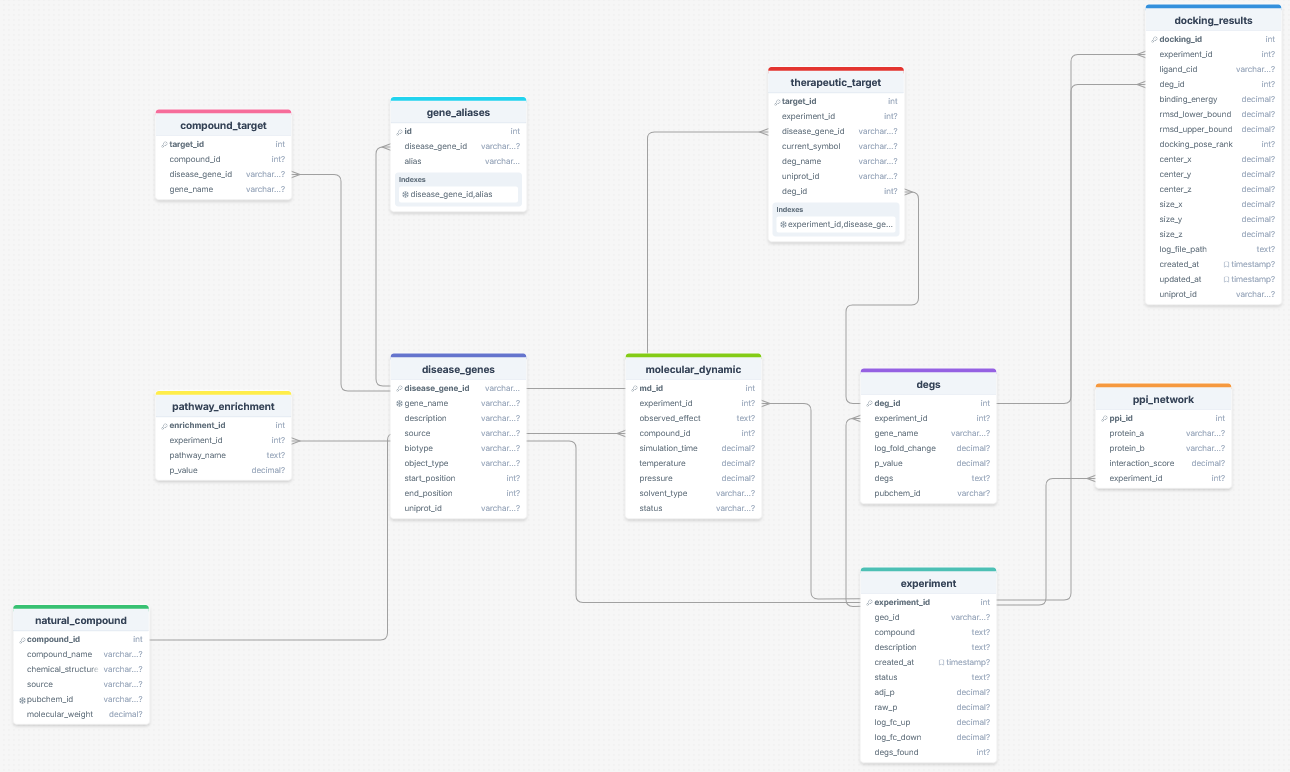 docking_results
docking_id int
experiment_id int?
ligand_cid varchar...?
deg_id int?
binding_energy decimal?
rmsd_lower_bound decimal?
rmsd_upper_bound decimal?
docking_pose_rank int?
center_x decimal?
center_y decimal?
center_z decimal?
size_x decimal?
size_y decimal?
size_z decimal?
log_file_path text?
created_at timestamp?
updated_at timestamp?
uniprot_id varchar...?
therapeutic_target
target_id int
experiment_id int?
disease_gene_id varchar...?
current_symbol varchar...?
deg_name varchar...?
uniprot_id varchar...?
deg_id int?
Indexes
experiment_id,disease_ge...
gene_aliases
id int
disease_gene_id varchar...?
alias varchar...
Indexes
disease_gene_id,alias
compound_target
target_id int
compound_id int?
disease_gene_id varchar...?
gene_name varchar...?
disease_genes
disease_gene_id varchar...
gene_name varchar...?
description varchar...?
source varchar...?
biotype varchar...?
object_type varchar...?
start_position int?
end_position int?
uniprot_id varchar...?
molecular_dynamic
md_id int
experiment_id int?
observed_effect text?
compound_id int?
simulation_time decimal?
temperature decimal?
pressure decimal?
solvent_type varchar...?
status varchar...?
degs
deg_id int
experiment_id int?
gene_name varchar...?
log_fold_change decimal?
p_value decimal?
degs text?
pubchem_id varchar?
ppi_network
ppi_id int
protein_a varchar...?
protein_b varchar...?
interaction_score decimal?
experiment_id int?
pathway_enrichment
enrichment_id int
experiment_id int?
pathway_name text?
p_value decimal?
experiment
experiment_id int
geo_id varchar...?
compound text?
description text?
created_at timestamp?
status text?
adj_p decimal?
raw_p decimal?
log_fc_up decimal?
log_fc_down decimal?
degs_found int?
natural_compound
compound_id int
compound_name varchar...?
chemical_structure varchar...?
source varchar...?
pubchem_id varchar...?
molecular_weight decimal?